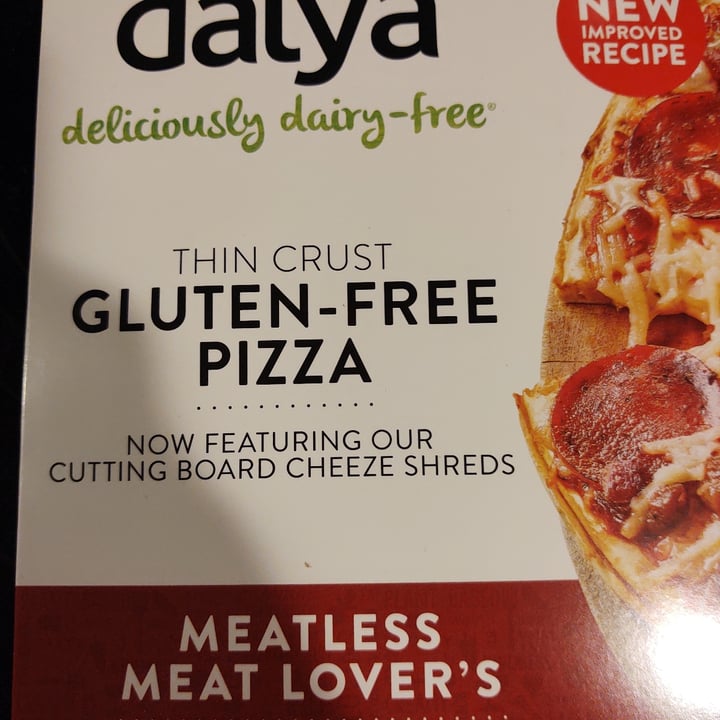 daiya
NEW
IMPROVED
RECIPE
deliciously dairy-free®
THIN CRUST
GLUTEN-FREE
PIZZA
NOW FEATURING OUR
CUTTING BOARD CHEEZE SHREDS
MEATLESS
MEAT LOVER'S